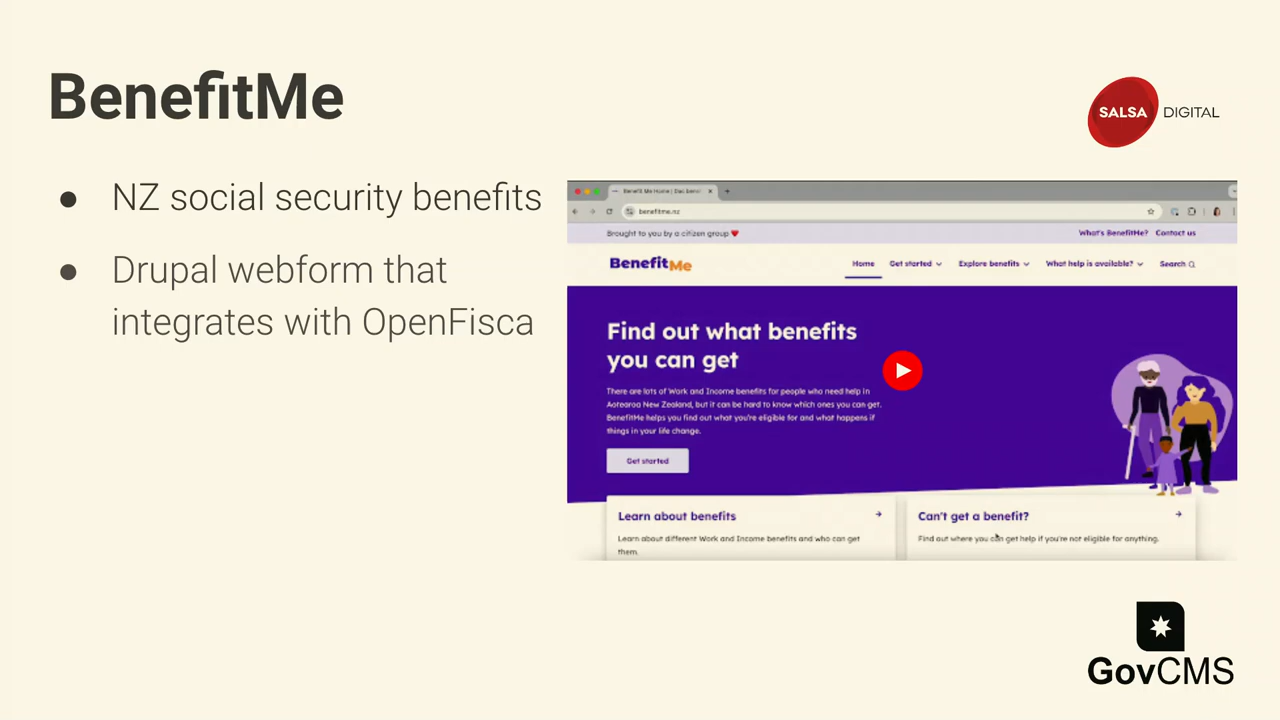 BenefitMe
SALSA DIGITAL
● NZ social security benefits
● Drupal webform that
integrates with OpenFisca
benefitme.nz
Brought to you by a citizen group ❤
What's BenefitMe? Contact us
BenefitMe
Home Get started Explore benefits What help is available? Search
Find out what benefits
you can get
There are lots of Work and Income benefits for people who need help in
Aotearoa New Zealand, but it can be hard to know which ones you can get.
BenefitMe helps you find out what you're eligible for and what happens if
things in your life change.
Get started
Learn about benefits
Learn about different Work and Income benefits and who can get
them.
Can't get a benefit?
Find out where you can get help if you're not eligible for anything.
GovCMS